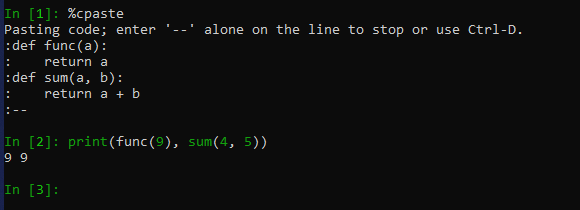 In [1]: %cpaste
Pasting code; enter '--' alone on the line to stop or use Ctrl-D.
:def func(a):
:    return a
:def sum(a, b):
:    return a + b
:--
In [2]: print(func(9), sum(4, 5))
9 9
In [3]: